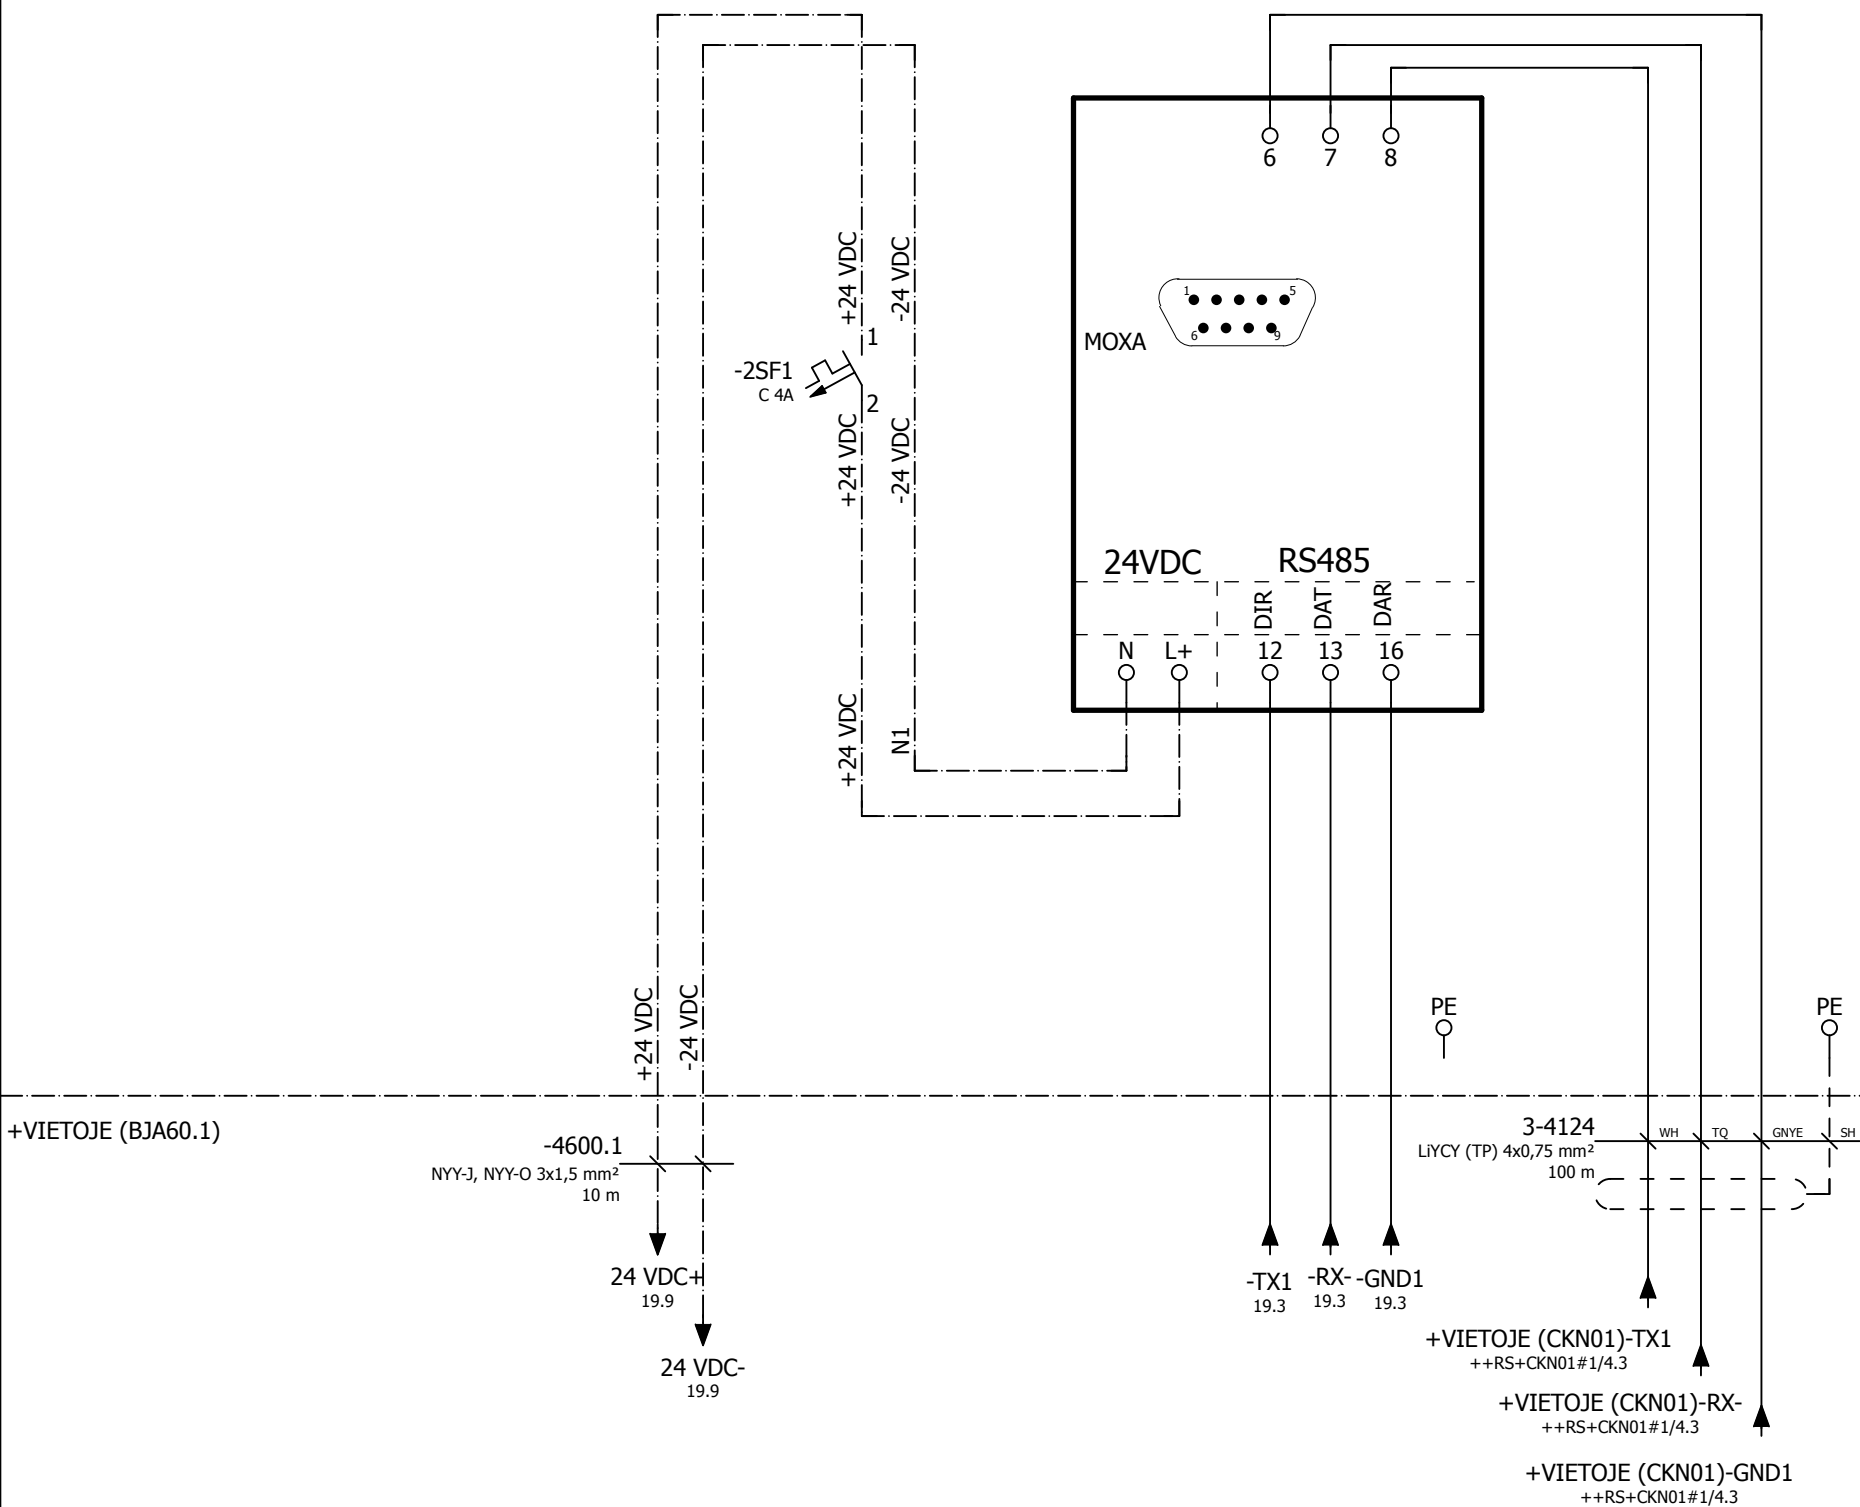 6 7 8
+24 VDC
-24 VDC
1 5
6 9
MOXA
1
-2SF1
C 4A
2
+24 VDC
-24 VDC
24VDC RS485
DIR DAT DAR
N L+ 12 13 16
+24 VDC
N1
+24 VDC
-24 VDC
PE
PE
+VIETOJE (BJA60.1)
-4600.1
NYY-J, NYY-O 3x1,5 mm²
10 m
3-4124
LiYCY (TP) 4x0,75 mm²
100 m
WH TQ GNYE SH
24 VDC+
19.9
24 VDC-
19.9
-TX1
19.3
-RX-
19.3
-GND1
19.3
+VIETOJE (CKN01)-TX1
++RS+CKN01#1/4.3
+VIETOJE (CKN01)-RX-
++RS+CKN01#1/4.3
+VIETOJE (CKN01)-GND1
++RS+CKN01#1/4.3